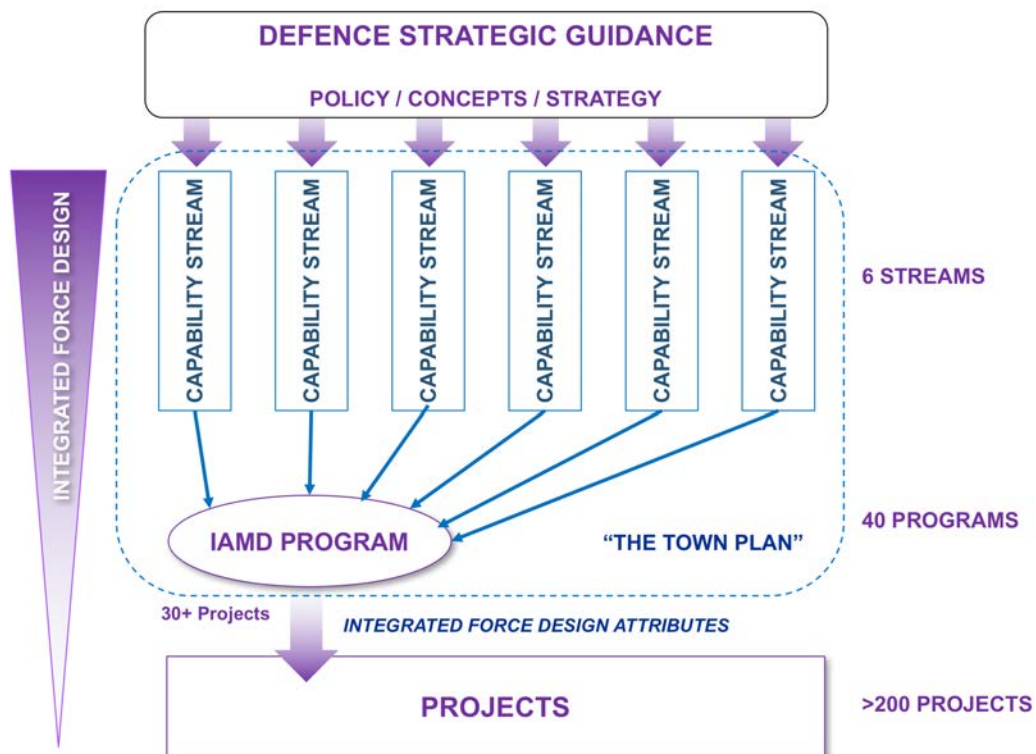 DEFENCE STRATEGIC GUIDANCE
POLICY / CONCEPTS / STRATEGY
INTEGRATED FORCE DESIGN
CAPABILITY STREAM
CAPABILITY STREAM
CAPABILITY STREAM
CAPABILITY STREAM
CAPABILITY STREAM
CAPABILITY STREAM
6 STREAMS
IAMD PROGRAM
“THE TOWN PLAN”
40 PROGRAMS
30+ Projects
INTEGRATED FORCE DESIGN ATTRIBUTES
PROJECTS
>200 PROJECTS